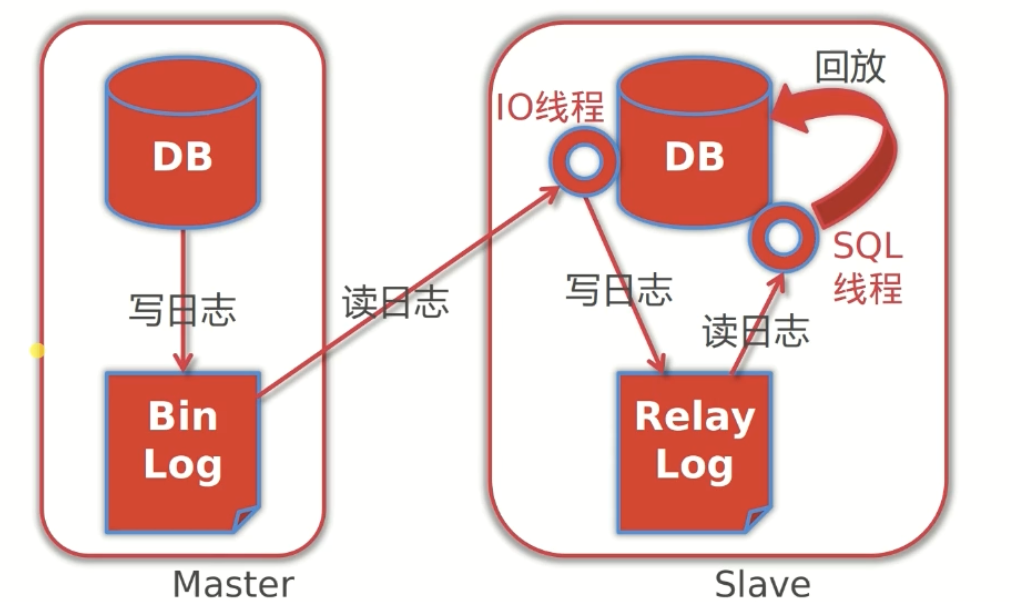 DB
写日志
Bin
Log
Master
读日志
IO线程
DB
回放
SQL
线程
写日志
读日志
Relay
Log
Slave